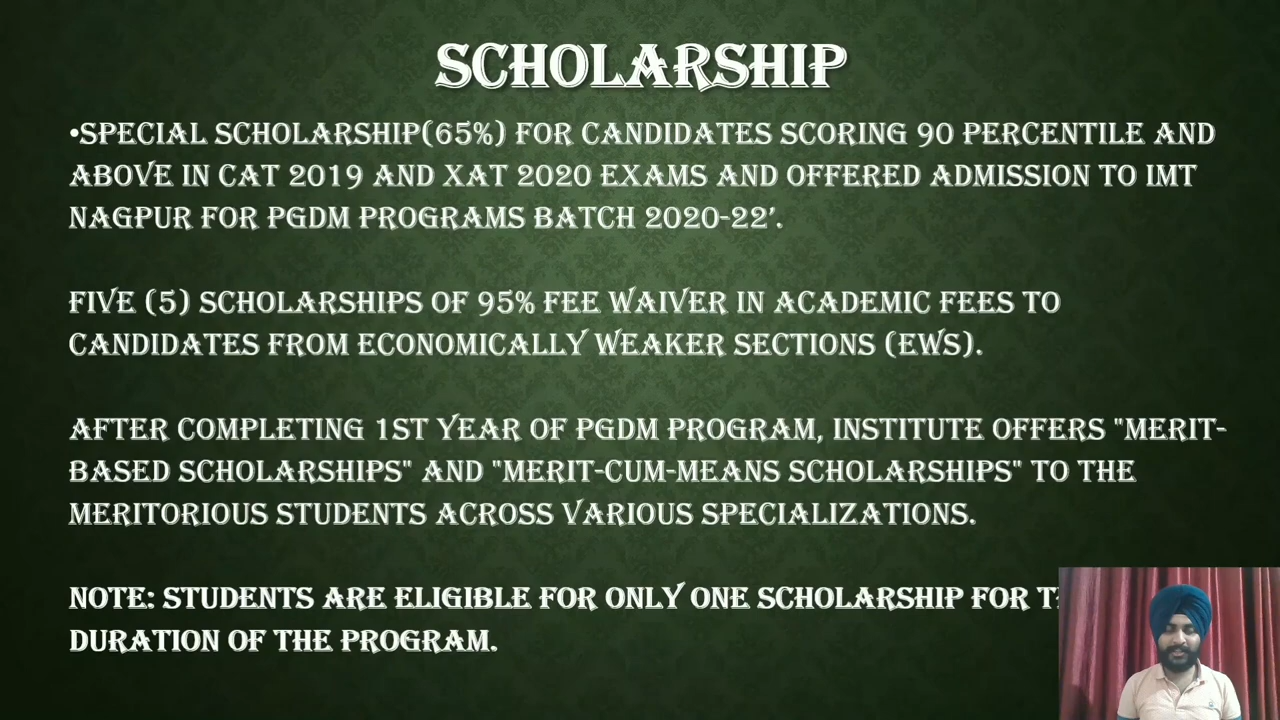 SCHOLARSHIP
•SPECIAL SCHOLARSHIP(65%) FOR CANDIDATES SCORING 90 PERCENTILE AND
ABOVE IN CAT 2019 AND XAT 2020 EXAMS AND OFFERED ADMISSION TO IMT
NAGPUR FOR PGDM PROGRAMS BATCH 2020-22’.
FIVE (5) SCHOLARSHIPS OF 95% FEE WAIVER IN ACADEMIC FEES TO
CANDIDATES FROM ECONOMICALLY WEAKER SECTIONS (EWS).
AFTER COMPLETING 1ST YEAR OF PGDM PROGRAM, INSTITUTE OFFERS "MERIT-
BASED SCHOLARSHIPS" AND "MERIT-CUM-MEANS SCHOLARSHIPS" TO THE
MERITORIOUS STUDENTS ACROSS VARIOUS SPECIALIZATIONS.
NOTE: STUDENTS ARE ELIGIBLE FOR ONLY ONE SCHOLARSHIP FOR
DURATION OF THE PROGRAM.